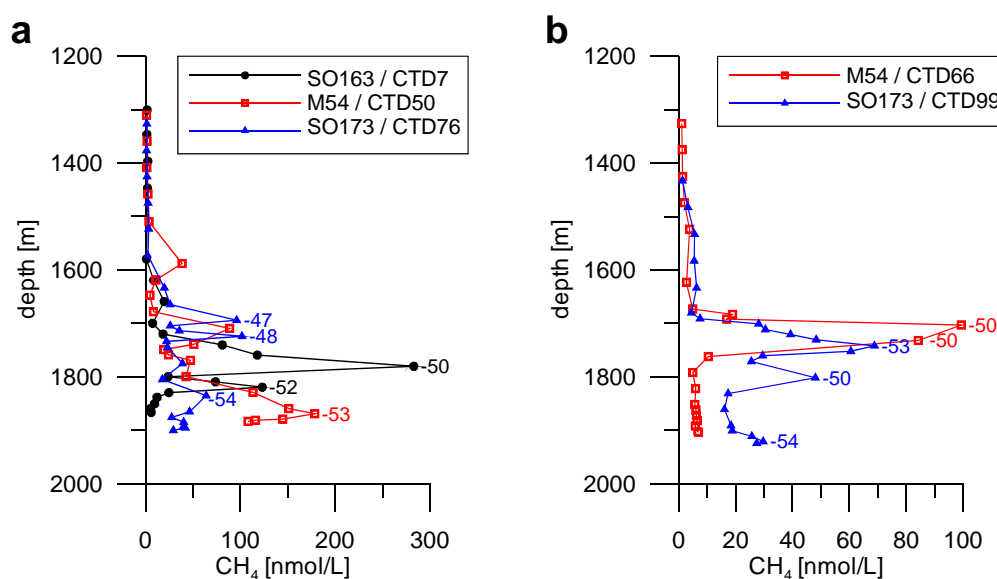 a
1200
1400
1600
1800
2000
depth [m]
SO163 / CTD7
M54 / CTD50
SO173 / CTD76
-47
-48
-50
-52
-54
-53
0
100
200
300
CH4 [nmol/L]
b
1200
1400
1600
1800
2000
depth [m]
M54 / CTD66
SO173 / CTD99
-50
-50
-53
-50
-54
0
20
40
60
80
100
CH4 [nmol/L]